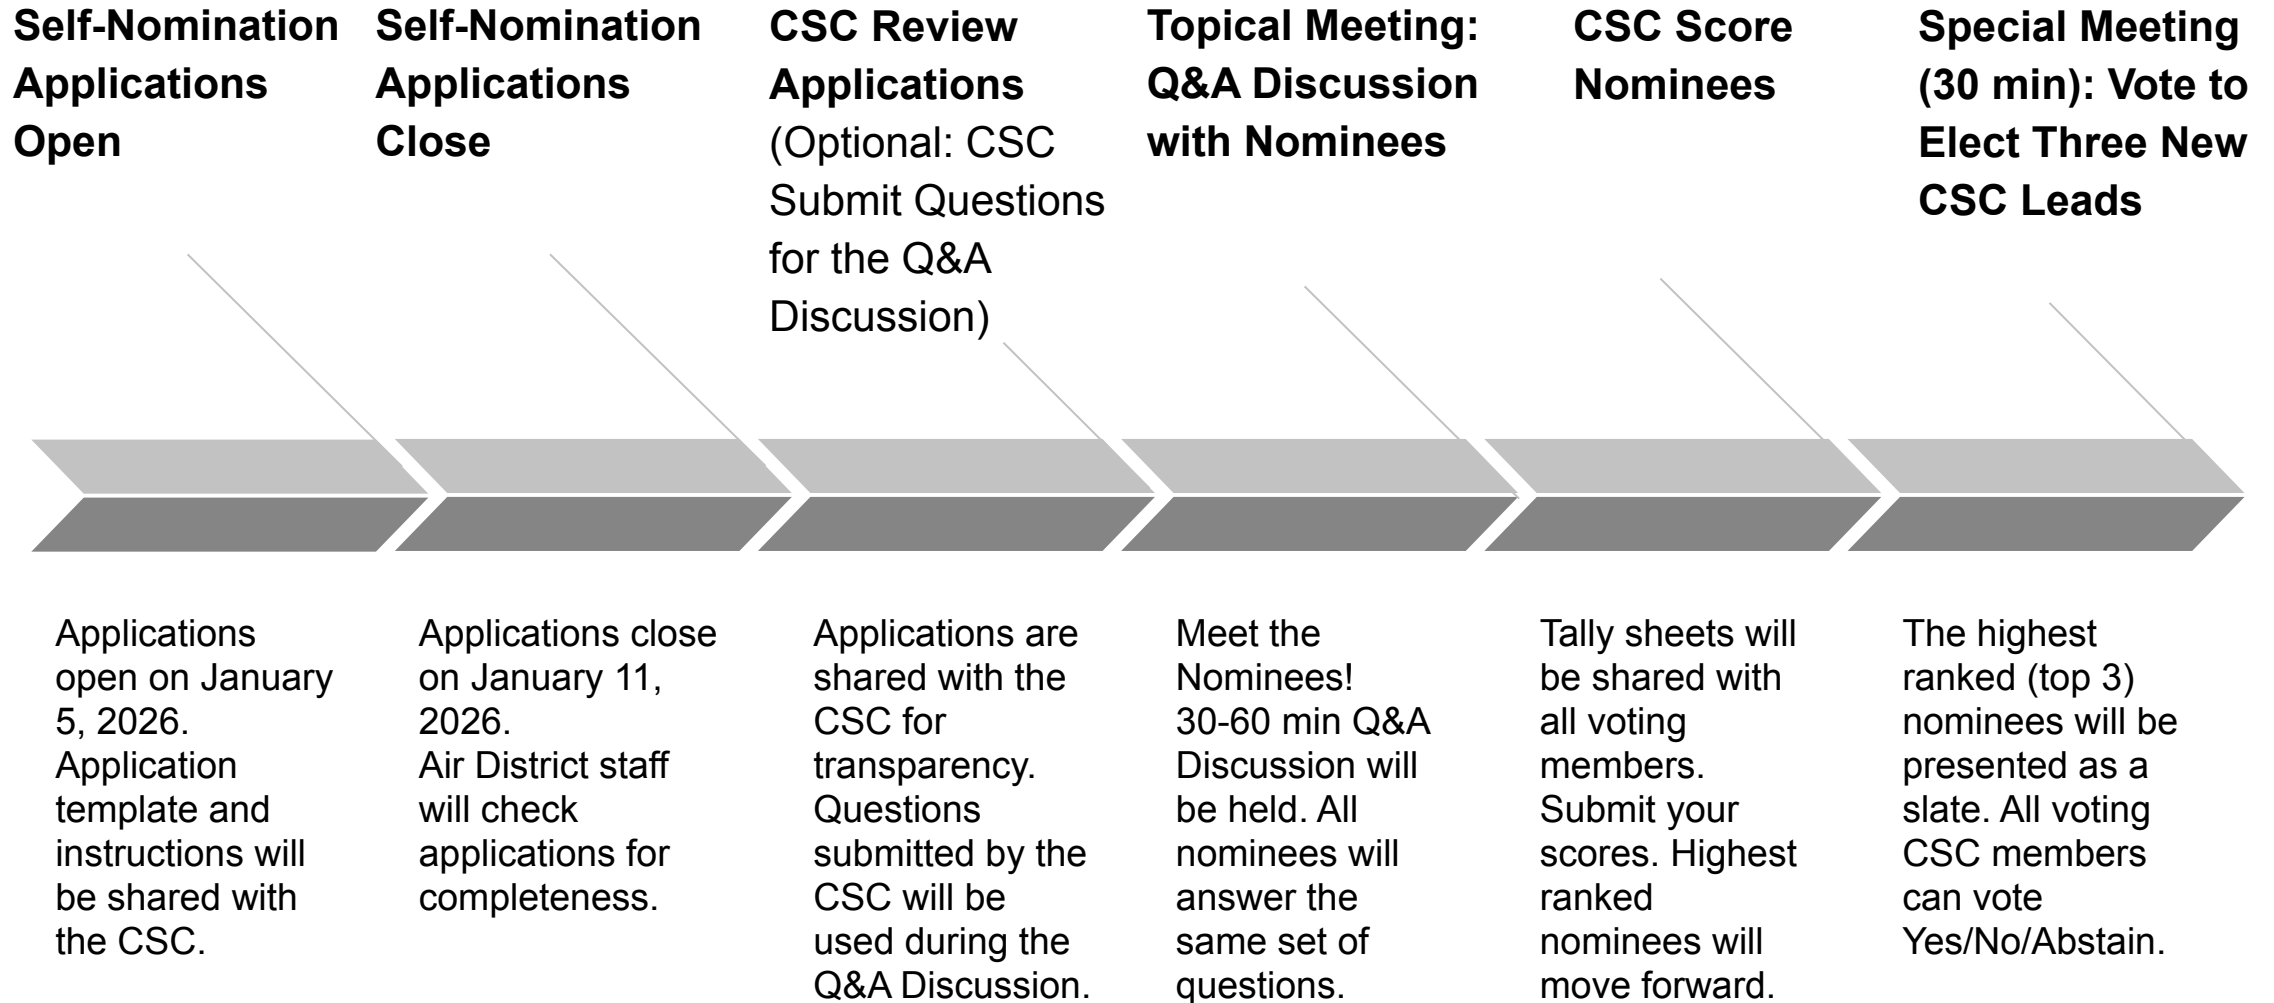 Self-Nomination
Applications
Open
Self-Nomination
Applications
Close
CSC Review
Applications
(Optional: CSC
Submit Questions
for the Q&A
Discussion)
Topical Meeting:
Q&A Discussion
with Nominees
CSC Score
Nominees
Special Meeting
(30 min): Vote to
Elect Three New
CSC Leads
Applications
open on January
5, 2026.
Application
template and
instructions will
be shared with
the CSC.
Applications close
on January 11,
2026.
Air District staff
will check
applications for
completeness.
Applications are
shared with the
CSC for
transparency.
Questions
submitted by the
CSC will be
used during the
Q&A Discussion.
Meet the
Nominees!
30-60 min Q&A
Discussion will
be held. All
nominees will
answer the
same set of
questions.
Tally sheets will
be shared with
all voting
members.
Submit your
scores. Highest
ranked
nominees will
move forward.
The highest
ranked (top 3)
nominees will be
presented as a
slate. All voting
CSC members
can vote
Yes/No/Abstain.